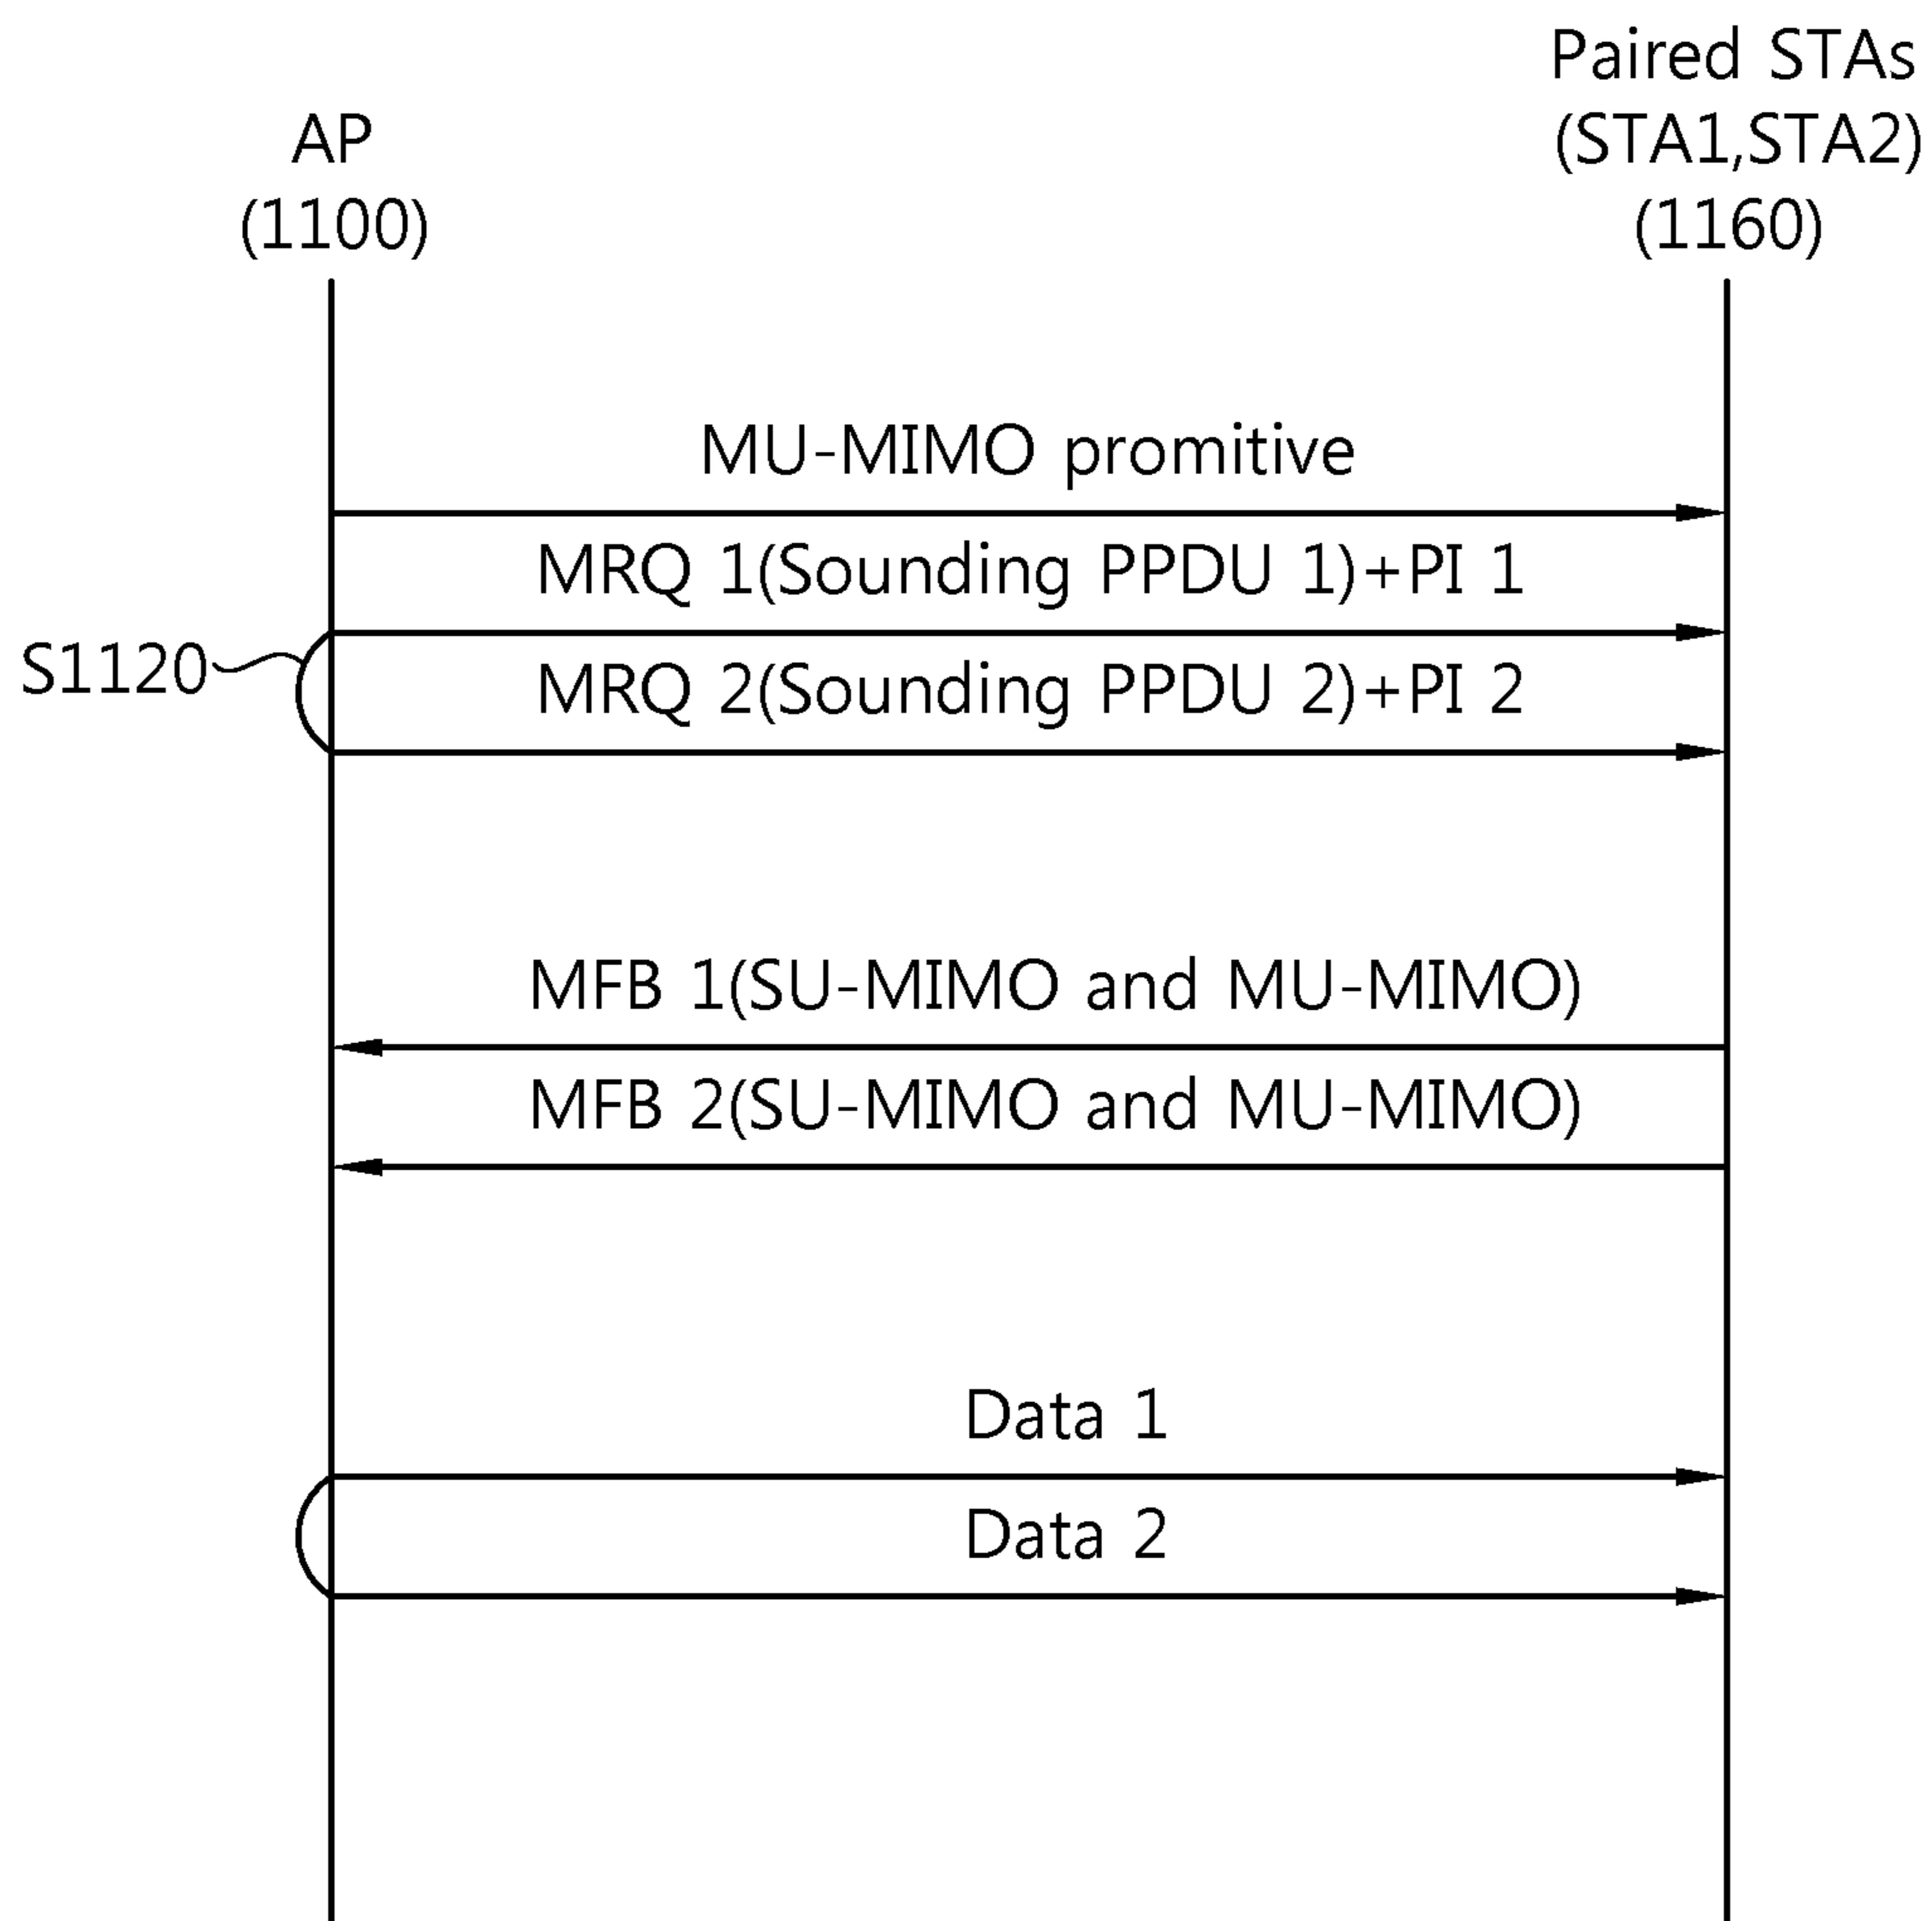 Paired STAs
AP
(STA1,STA2)
(1100)
(1160)
MU-MIMO promitive
MRQ 1(Sounding PPDU 1)+PI 1
S1120
MRQ 2(Sounding PPDU 2)+PI 2
MFB 1(SU-MIMO and MU-MIMO)
MFB 2(SU-MIMO and MU-MIMO)
Data 1
Data 2